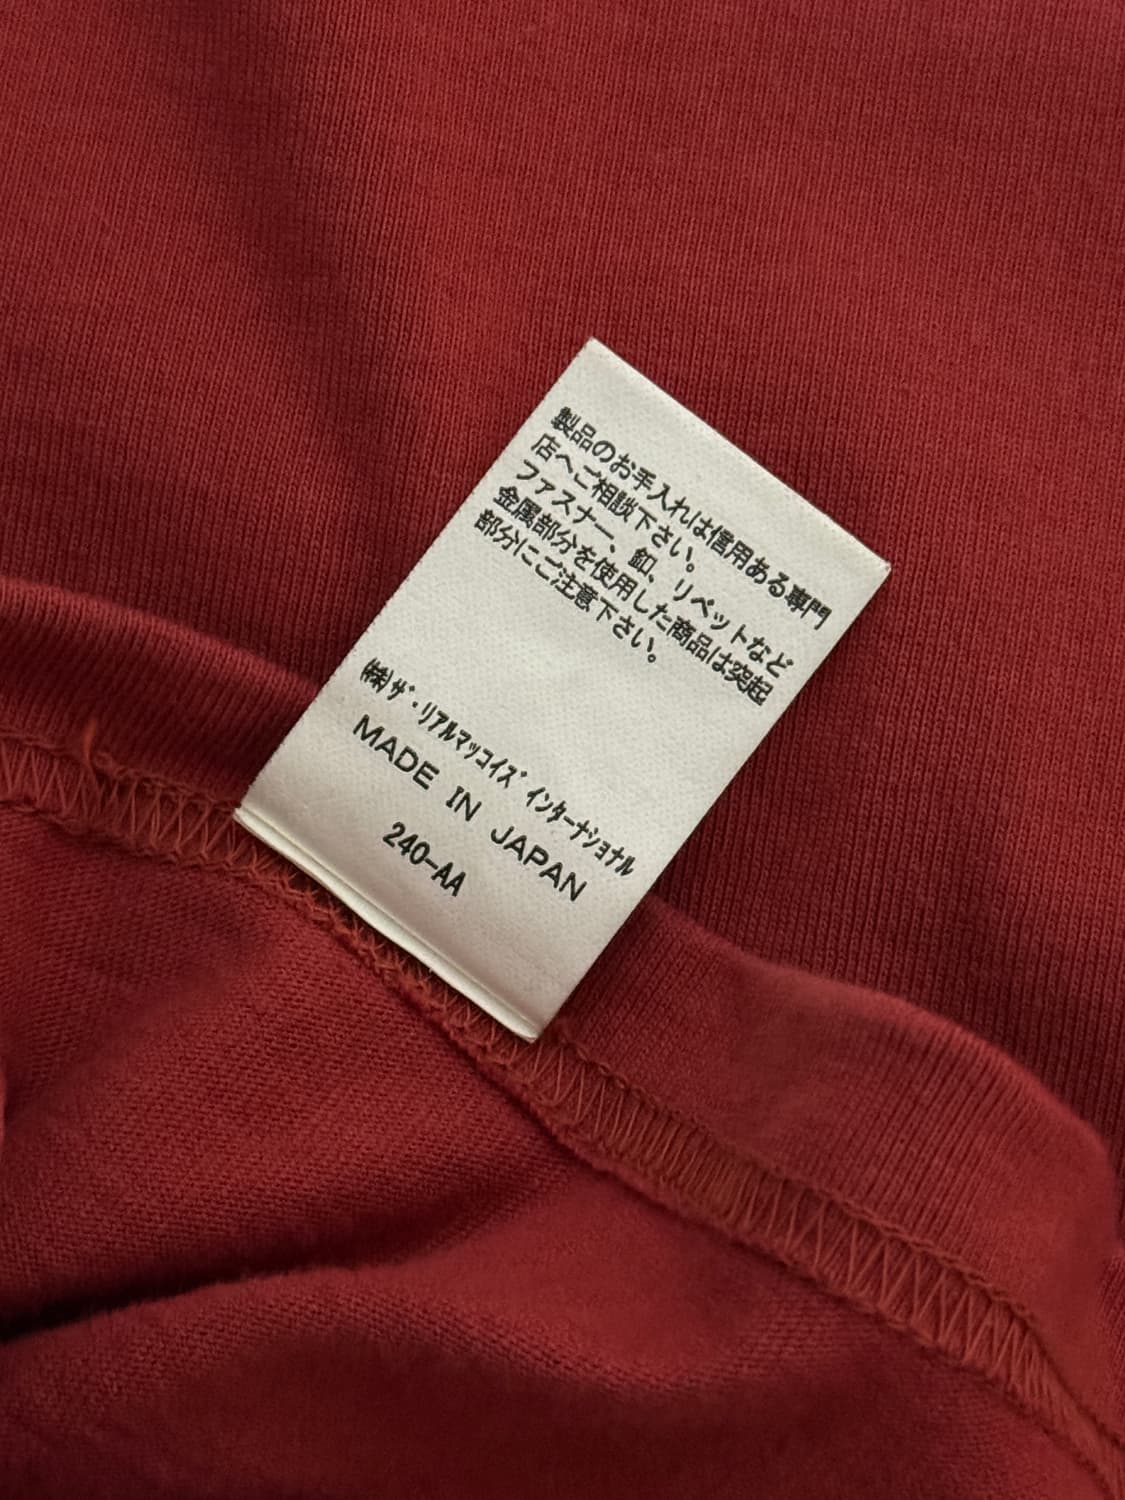 製品のお手入れは信用ある専門
店へご相談下さい。
ファスナー、釦、リベットなど
金属部分を使用した商品は突起
部分にご注意下さい。
㈱ｻﾞ･ﾘｱﾙﾏｯｺｲｽﾞ ｲﾝﾀｰﾅｼｮﾅﾙ
MADE IN JAPAN
240-AA